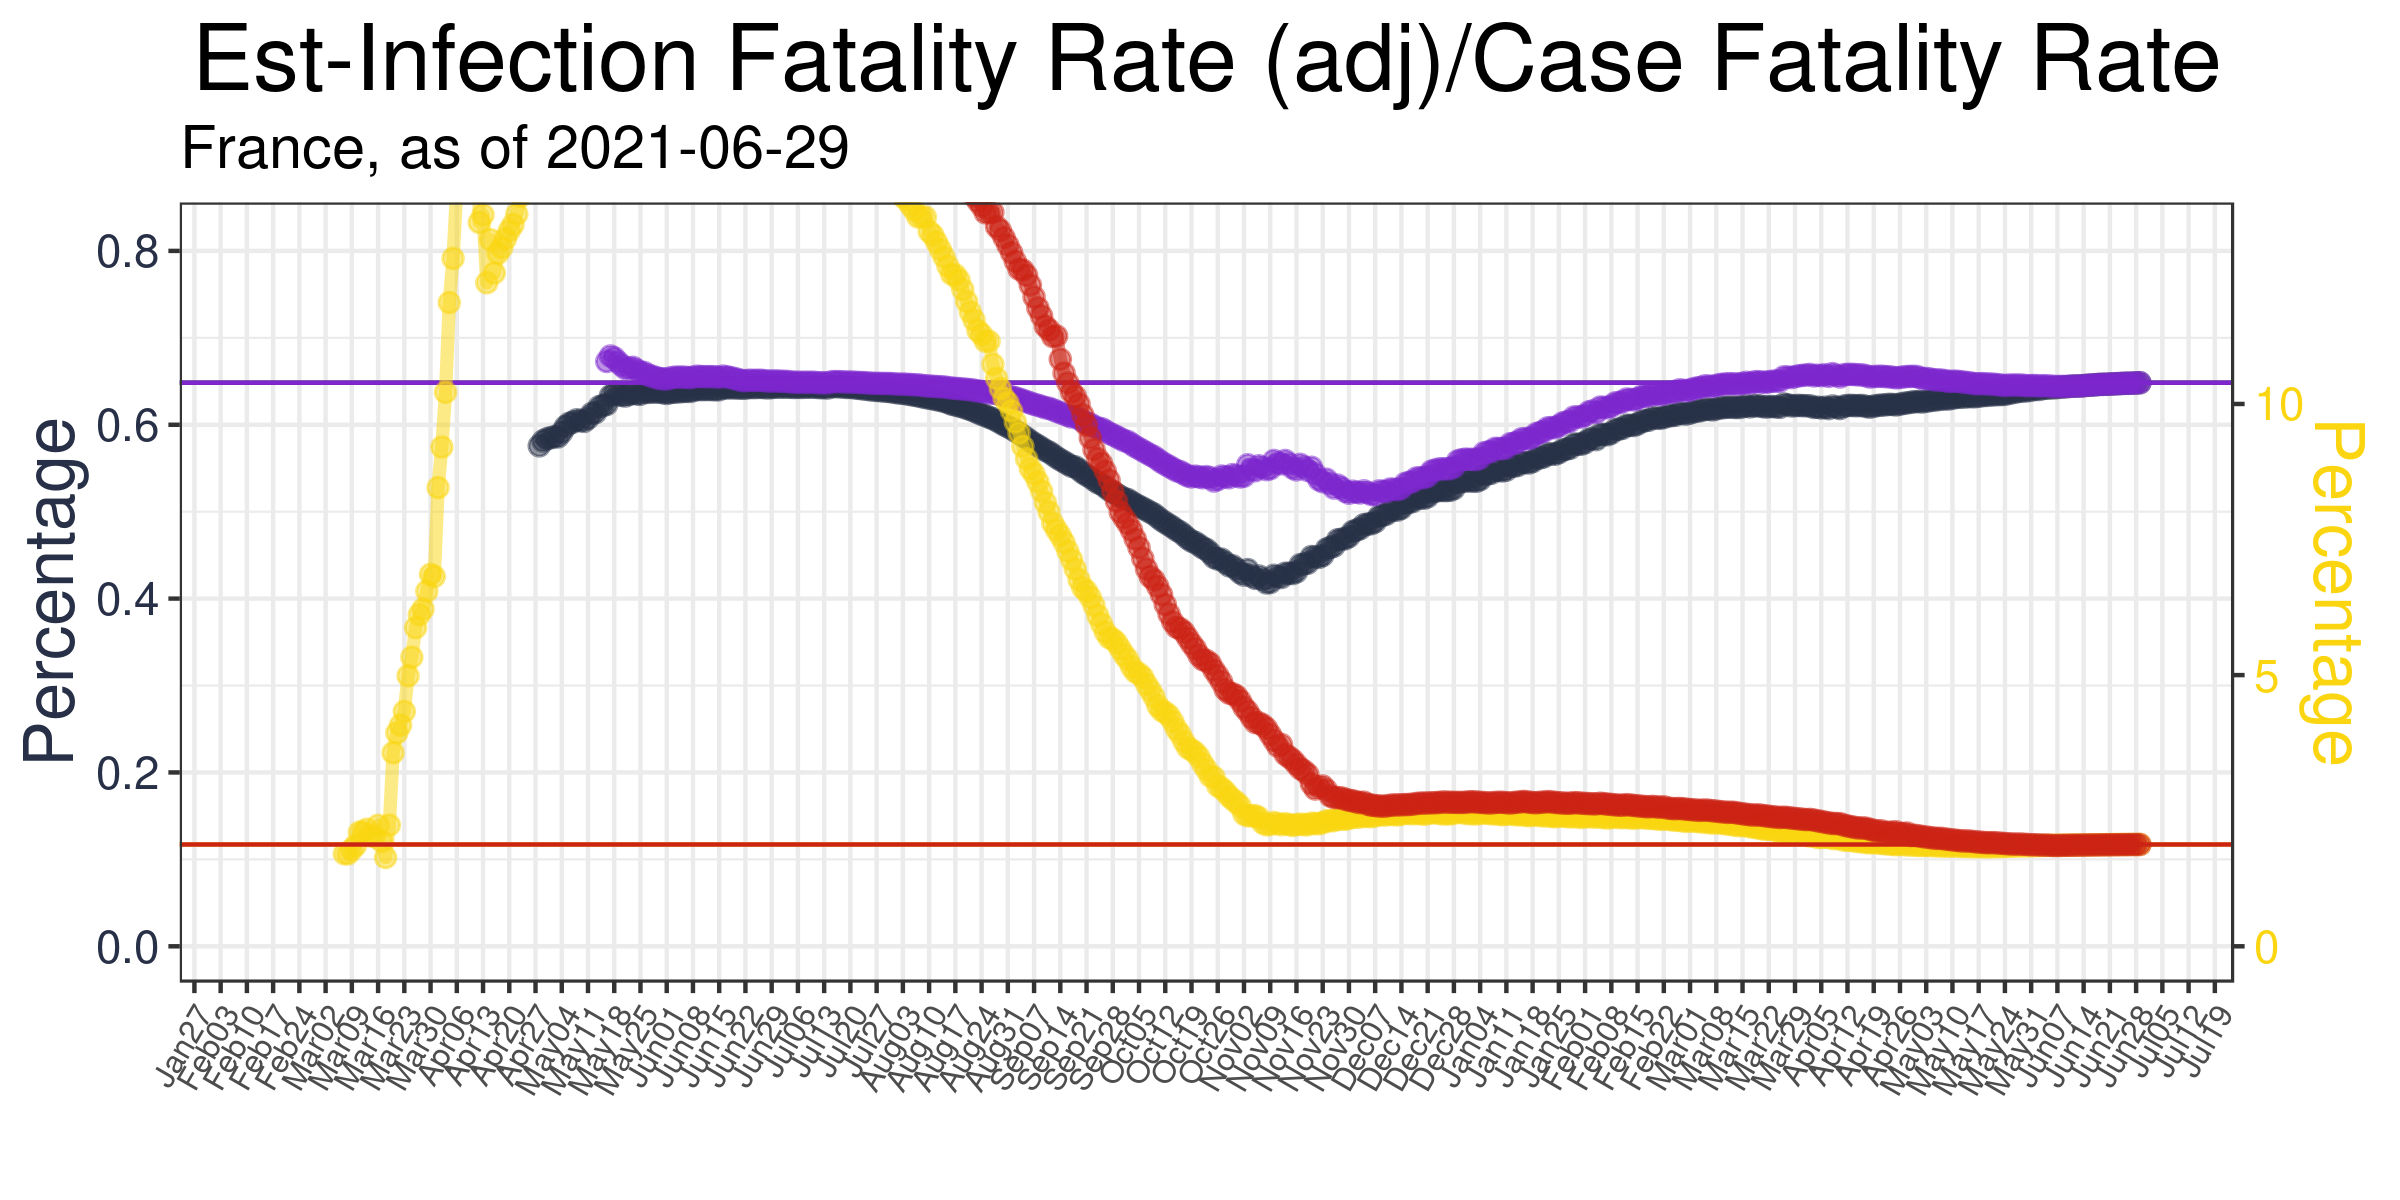 Est-Infection Fatality Rate (adj)/Case Fatality Rate
France, as of 2021-06-29
Percentage
0.8
0.6
0.4
0.2
0.0
10
5
0
Percentage
Jan27
Feb03
Feb10
Feb17
Feb24
Mar02
Mar09
Mar16
Mar23
Mar30
Apr06
Apr13
Apr20
Apr27
May04
May11
May18
May25
Jun01
Jun08
Jun15
Jun22
Jun29
Jul06
Jul13
Jul20
Jul27
Aug03
Aug10
Aug17
Aug24
Aug31
Sep07
Sep14
Sep21
Sep28
Oct05
Oct12
Oct19
Oct26
Nov02
Nov09
Nov16
Nov23
Nov30
Dec07
Dec14
Dec21
Dec28
Jan04
Jan11
Jan18
Jan25
Feb01
Feb08
Feb15
Feb22
Mar01
Mar08
Mar15
Mar22
Mar29
Apr05
Apr12
Apr19
Apr26
May03
May10
May17
May24
May31
Jun07
Jun14
Jun21
Jun28
Jul05
Jul12
Jul19